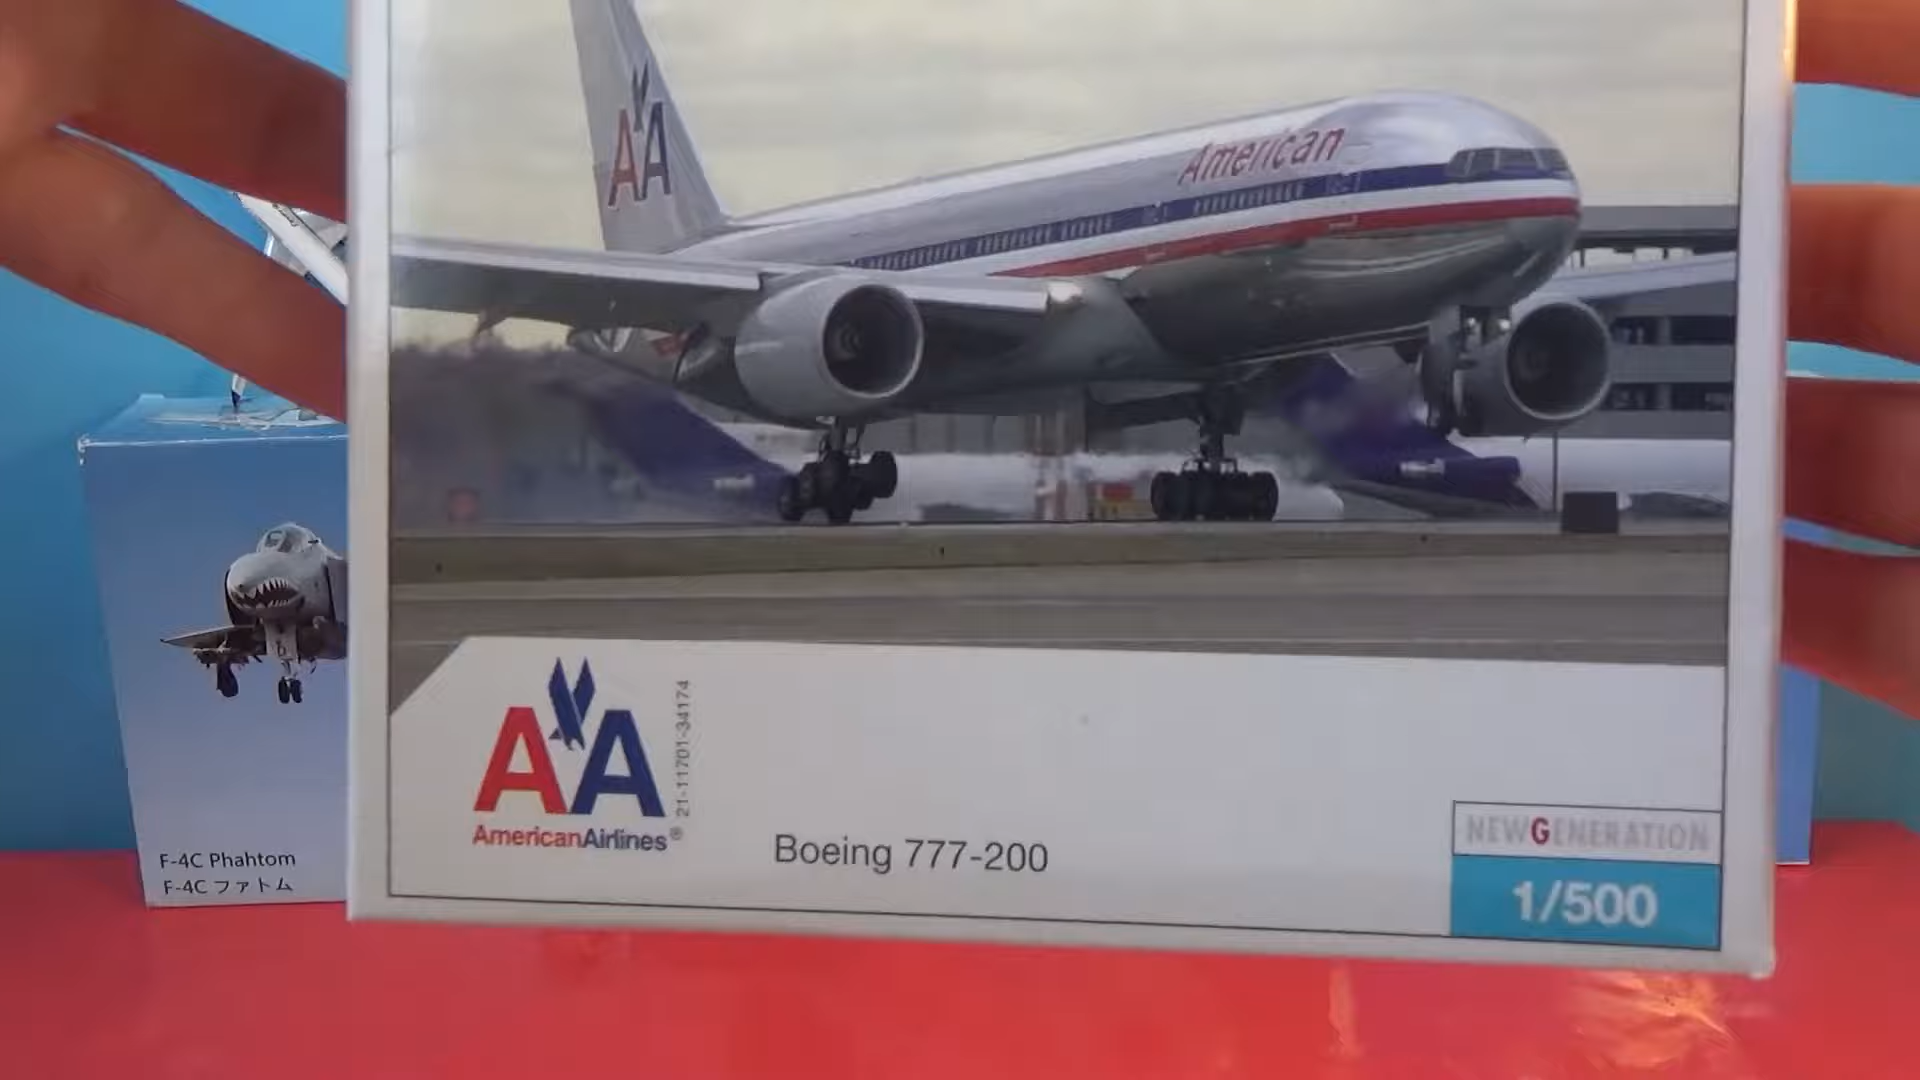 AA
American
AA
21-11701-34174
AmericanAirlines®
Boeing 777-200
NEWGENERATION
1/500
F-4C Phahtom
F-4C ファトム